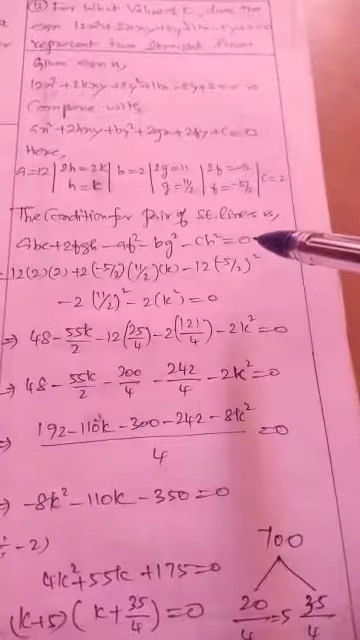 ⑫ For which value of k, does the
eqn 12x²+2kxy+2y²+11x-5y+2=0
represent two straight lines
Given eqn is,
12x²+2kxy+2y²+11x-5y+2=0 is
Compare with
ax²+2hxy+by²+2gx+2fy+c=0
Here,
a=12 | 2h=2k | b=2 | 2g=11 | 2f=-5 | c=2
h=k | g=11/2 | f=-5/2
The Condition for pair of st. lines is,
abc+2fgh-af²-bg²-ch²=0
12(2)(2)+2(-5/2)(11/2)(k)-12(-5/2)²
-2(11/2)²-2(k²)=0
⇒ 48-55k/2-12(25/4)-2(121/4)-2k²=0
⇒ 48-55k/2-300/4-242/4-2k²=0
⇒ 192-110k-300-242-8k²/4=0
⇒ -8k²-110k-350=0
÷-2)
4k²+55k+175=0
(k+5)(k+35/4)=0
700
20/4=5 35/4